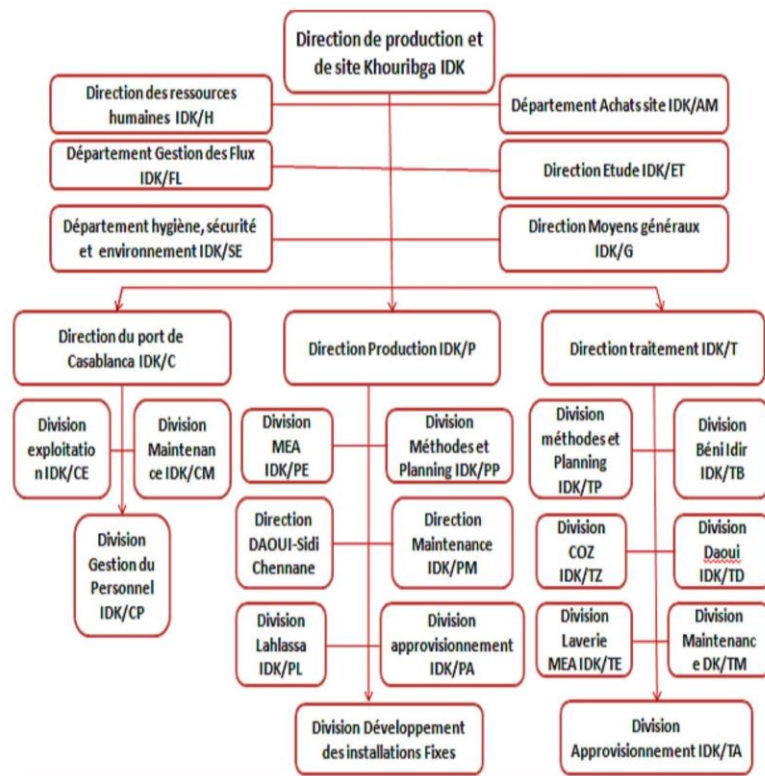 Direction de production et
de site Khouribga IDK
Direction des ressources
humaines IDK/H
Département Achats site IDK/AM
Département Gestion des Flux
IDK/FL
Direction Etude IDK/ET
Département hygiène, sécurité
et environnement IDK/SE
Direction Moyens généraux
IDK/G
Direction du port de
Casablanca IDK/C
Direction Production IDK/P
Direction traitement IDK/T
Division
exploitatio
n IDK/CE
Division
Maintenan
ce IDK/CM
Division
Gestion du
Personnel
IDK/CP
Division
MEA
IDK/PE
Division
Méthodes et
Planning IDK/PP
Direction
DAOUI-Sidi
Chennane
Direction
Maintenance
IDK/PM
Division
Lahlassa
IDK/PL
Division
approvisionnement
IDK/PA
Division Développement
des installations Fixes
Division
méthodes et
Planning
IDK/TP
Division
Béni Idir
IDK/TB
Division
COZ
IDK/TZ
Division
Daoui
IDK/TD
Division
Laverie
MEA IDK/TE
Division
Maintenanc
e DK/TM
Division
Approvisionnement IDK/TA